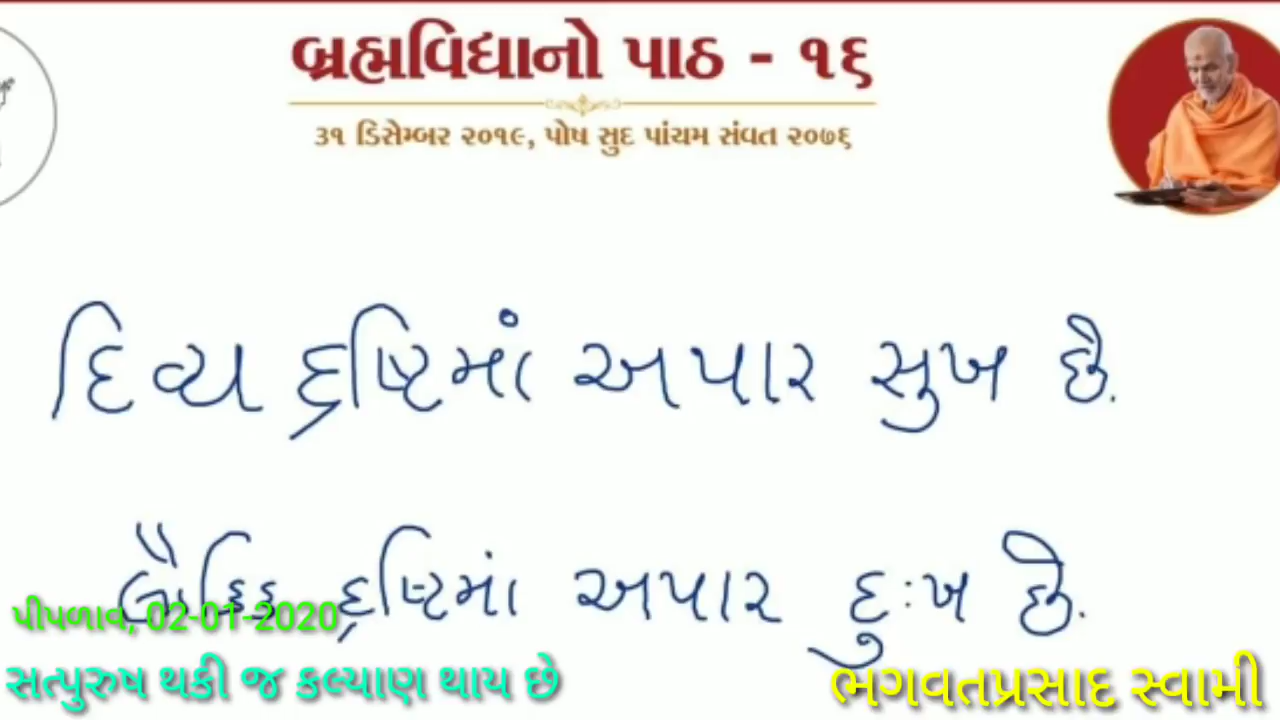 બ્રહ્મવિદ્યાનો પાઠ - ૧૬
૩૧ ડિસેમ્બર ૨૦૧૯, પોષ સુદ પાંચમ સંવત ૨૦૭૬
દિવ્ય દ્રષ્ટિમાં અપાર સુખ છે.
દ્રષ્ટિમાં અપાર દુ:ખ છે.
પીપળાવ, 02-01-2020
સત્પુરુષ થકી જ કલ્યાણ થાય છે
ભગવતપ્રસાદ સ્વામી